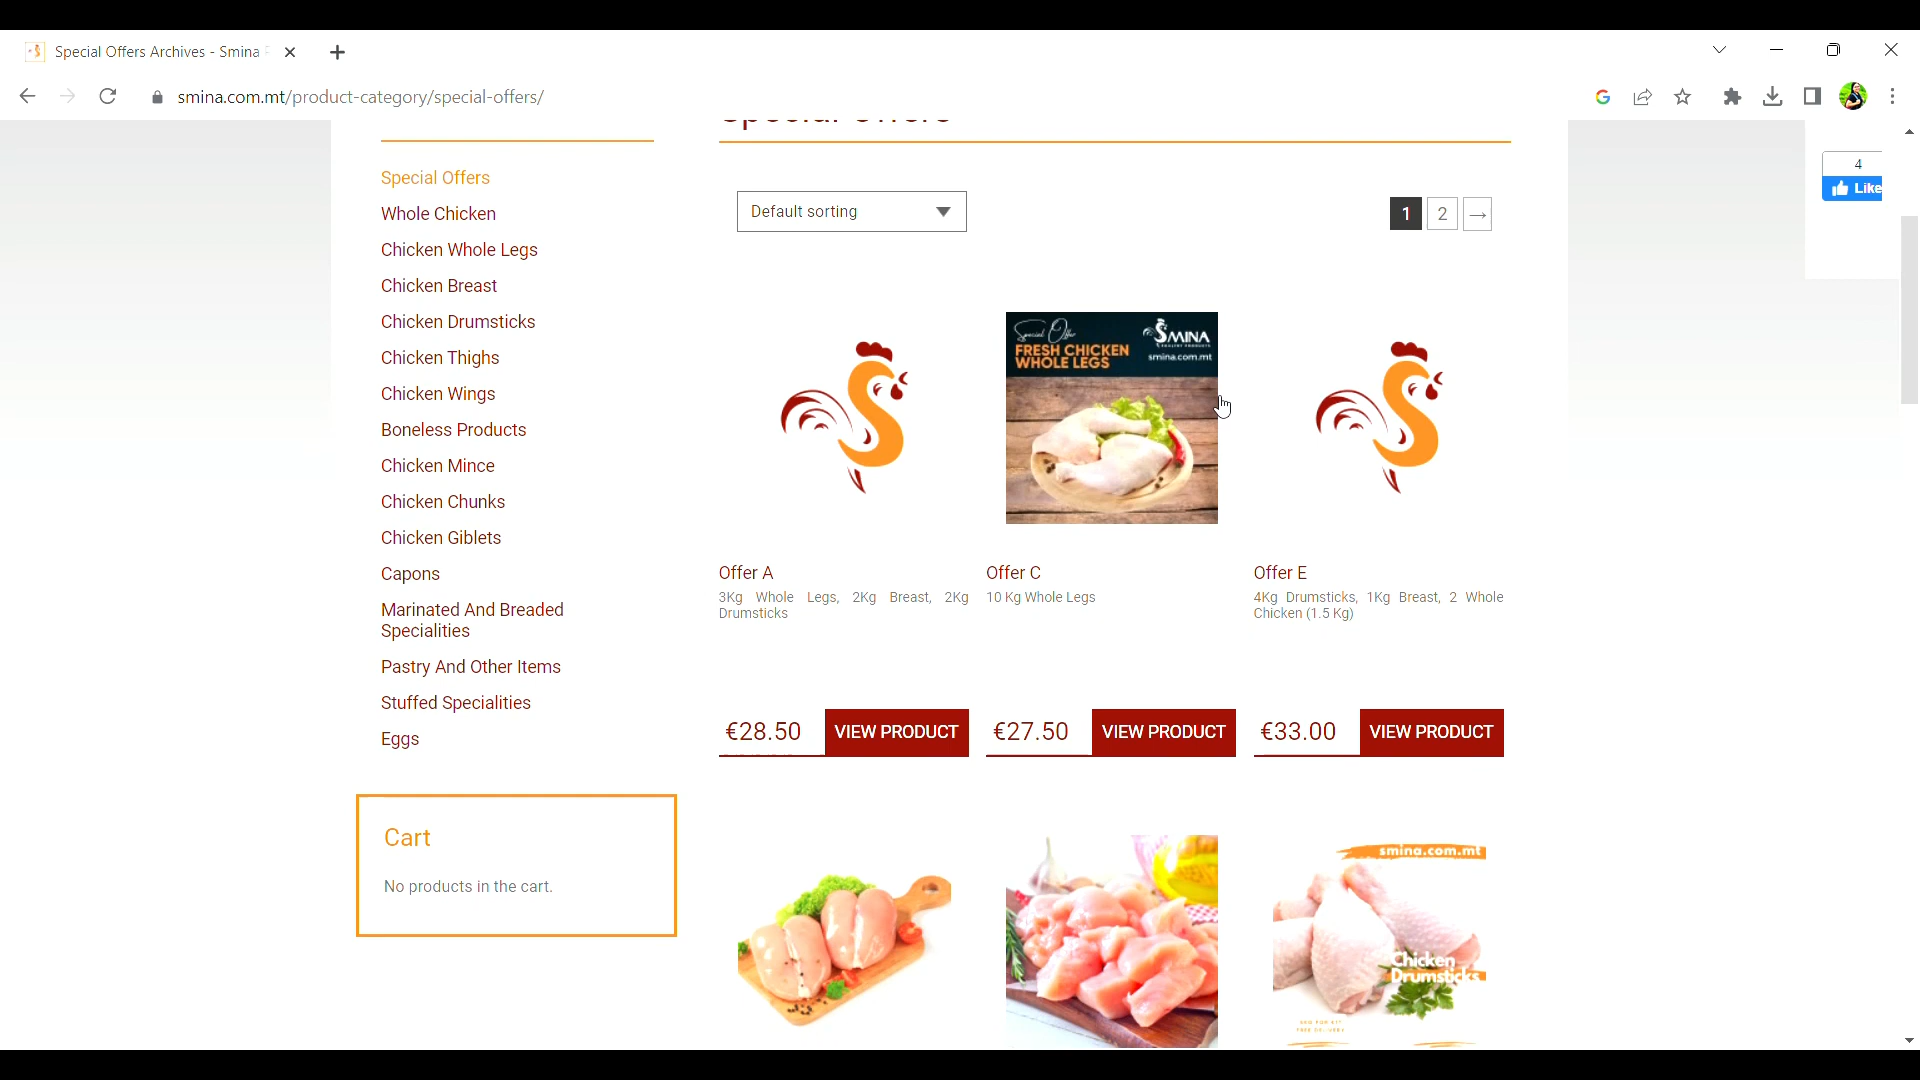 Special Offers Archives - Smina
smina.com.mt/product-category/special-offers/
Special Offers
4
Like
Special Offers
Whole Chicken
Chicken Whole Legs
Chicken Breast
Chicken Drumsticks
Chicken Thighs
Chicken Wings
Boneless Products
Chicken Mince
Chicken Chunks
Chicken Giblets
Capons
Marinated And Breaded
Specialities
Pastry And Other Items
Stuffed Specialities
Eggs
Cart
No products in the cart.
Default sorting
1 2 →
Special Offer
FRESH CHICKEN
WHOLE LEGS
SMINA
smina.com.mt
Offer A
3Kg Whole Legs, 2Kg Breast, 2Kg
Drumsticks
€28.50 VIEW PRODUCT
Offer C
10 Kg Whole Legs
€27.50 VIEW PRODUCT
Offer E
4Kg Drumsticks, 1Kg Breast, 2 Whole
Chicken (1.5 Kg)
€33.00 VIEW PRODUCT
smina.com.mt
Chicken
Drumsticks